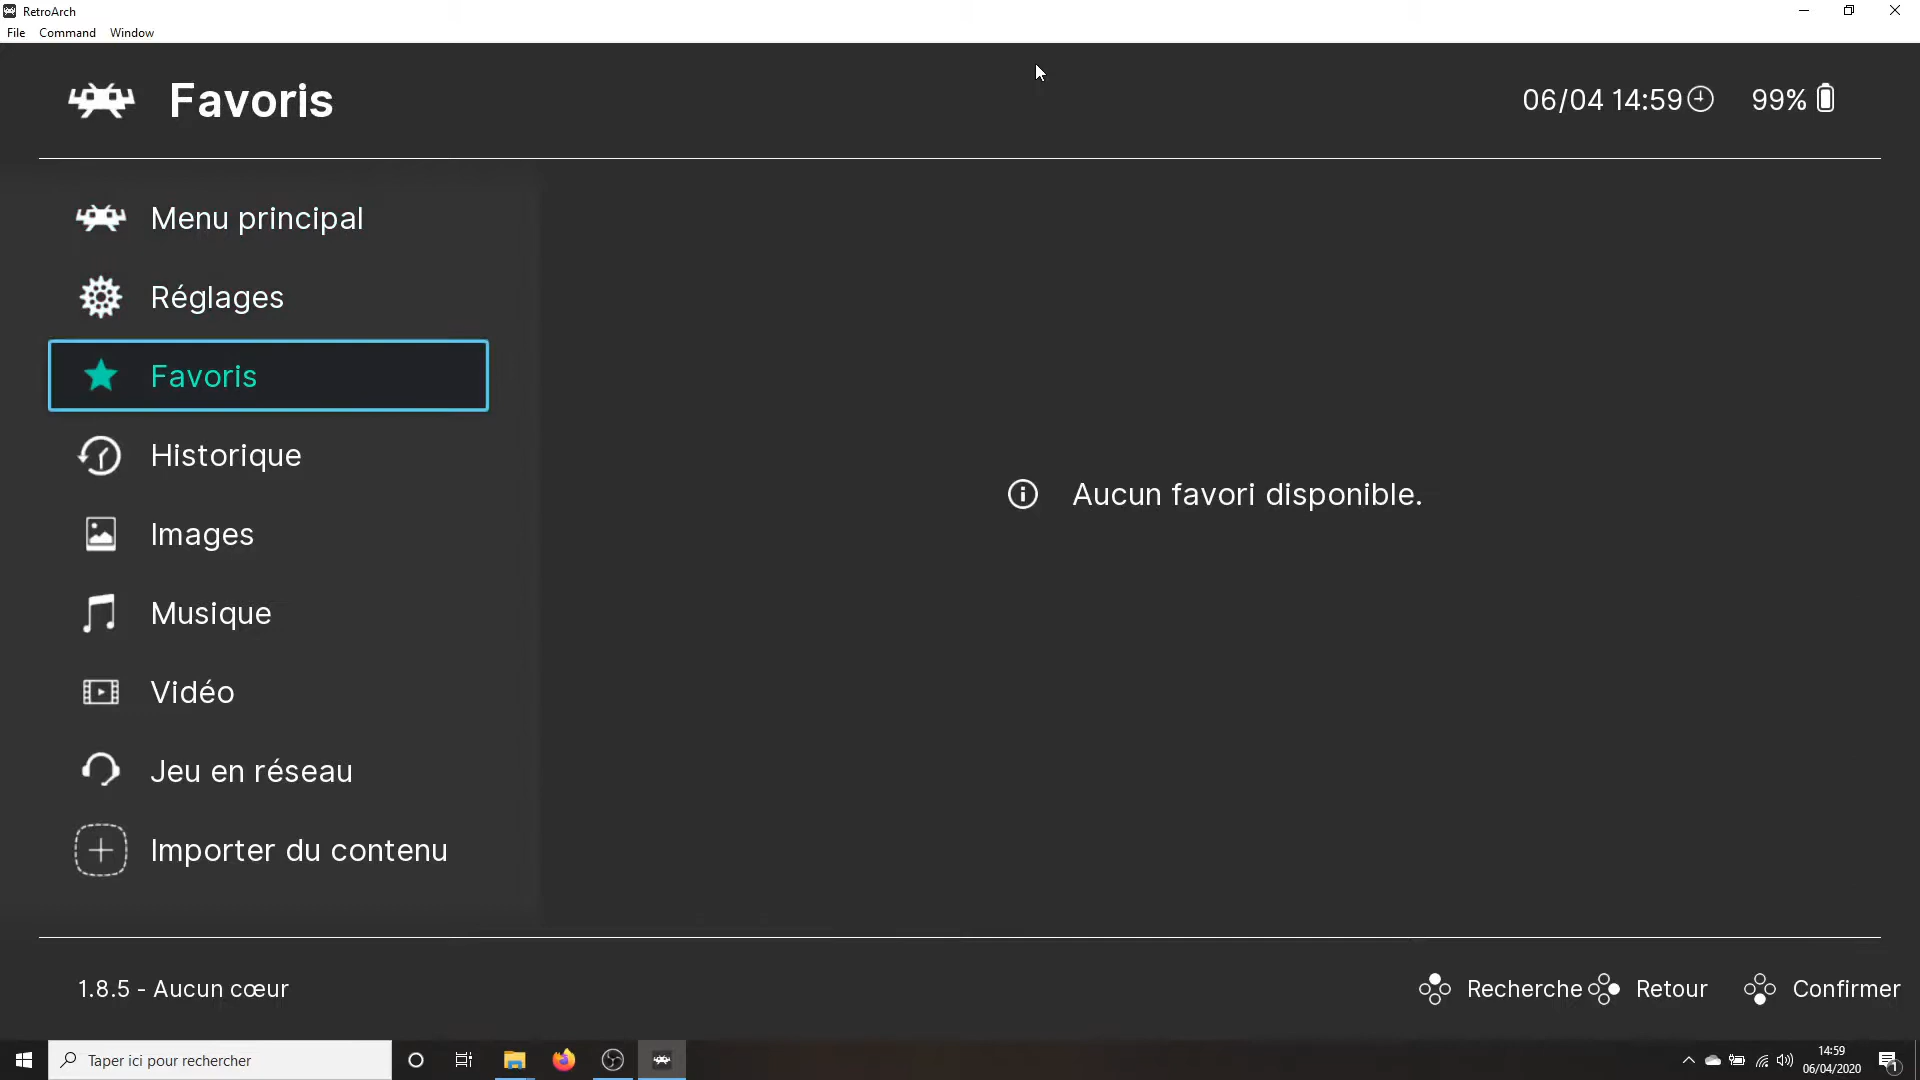 RetroArch
File Command Window
Favoris
06/04 14:59
99%
Menu principal
Réglages
Favoris
Historique
Images
Musique
Vidéo
Jeu en réseau
Importer du contenu
Aucun favori disponible.
1.8.5 - Aucun cœur
Recherche
Retour
Confirmer
Taper ici pour rechercher
14:59
06/04/2020
1